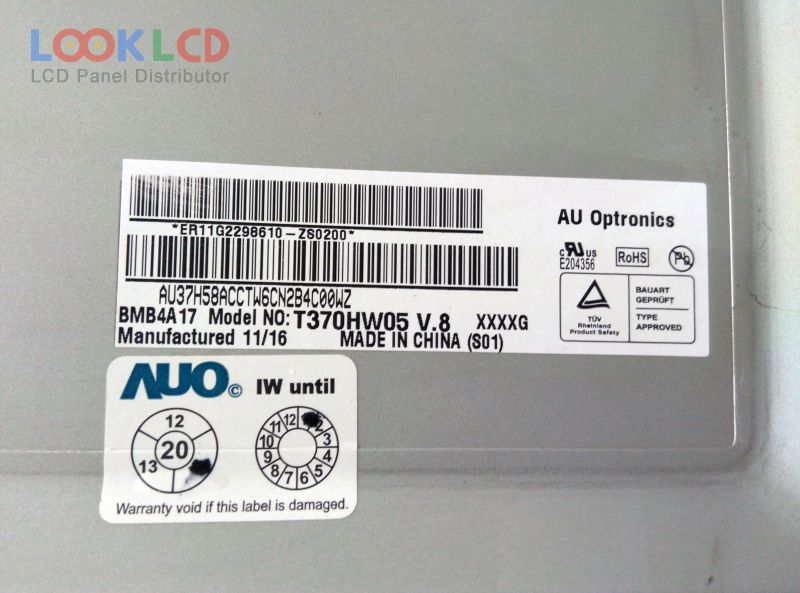 LOOK LCD
LCD Panel Distributor
*ER11G2298610-ZS0200*
AU Optronics
AU37H58ACCTW6CN2B4C00WZ
c UL US
E204356
RoHS
Pb
BMB4A17 Model NO: T370HW05 V.8 XXXXG
Manufactured 11/16 MADE IN CHINA (S01)
TÜV
Rheinland
Product Safety
BAUART
GEPRÜFT
TYPE
APPROVED
AUO© IW until
12
20
13
12
2
3
4
5
6
7
8
9
10
11
Warranty void if this label is damaged.